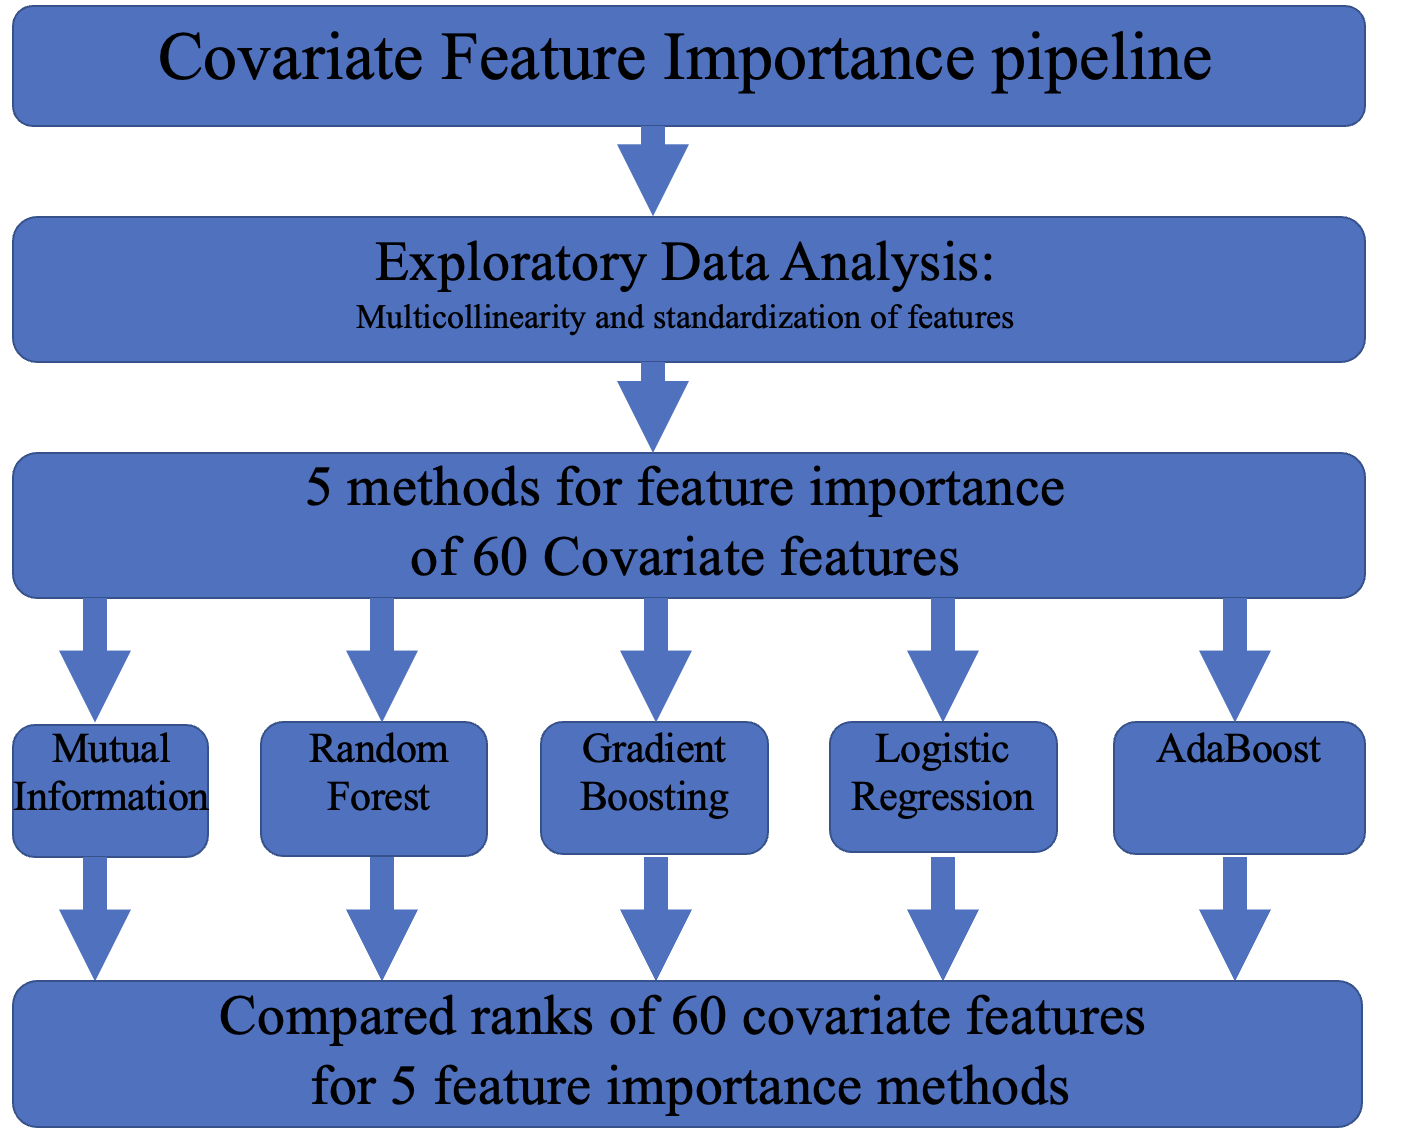 Covariate Feature Importance pipeline
Exploratory Data Analysis:
Multicollinearity and standardization of features
5 methods for feature importance
of 60 Covariate features
Mutual
Information
Random
Forest
Gradient
Boosting
Logistic
Regression
AdaBoost
Compared ranks of 60 covariate features
for 5 feature importance methods